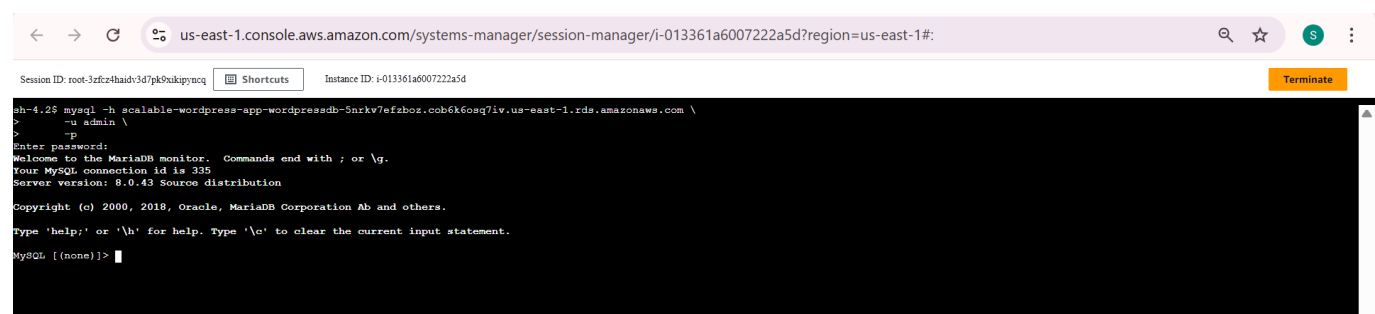 us-east-1.console.aws.amazon.com/systems-manager/session-manager/i-013361a6007222a5d?region=us-east-1#:
S
Session ID: root-3zfcz4haidv3d7pk9xikipyncq
Shortcuts
Instance ID: i-013361a6007222a5d
Terminate
sh-4.2$ mysql -h scalable-wordpress-app-wordpressdb-5nrkv7efzboz.cob6k6osq7iv.us-east-1.rds.amazonaws.com \
> -u admin \
> -p
Enter password:
Welcome to the MariaDB monitor. Commands end with ; or \g.
Your MySQL connection id is 335
Server version: 8.0.43 Source distribution
Copyright (c) 2000, 2018, Oracle, MariaDB Corporation Ab and others.
Type 'help;' or '\h' for help. Type '\c' to clear the current input statement.
MySQL [(none)]>